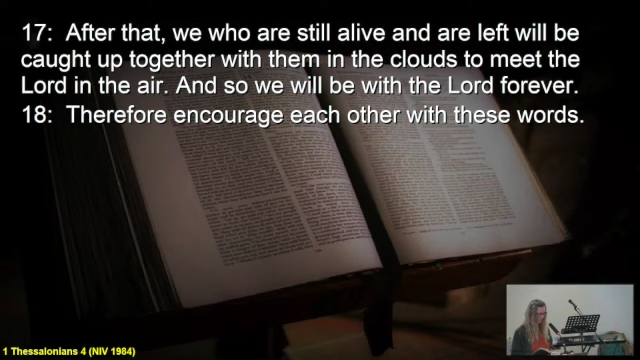 17: After that, we who are still alive and are left will be
caught up together with them in the clouds to meet the
Lord in the air. And so we will be with the Lord forever.
18: Therefore encourage each other with these words.
1 Thessalonians 4 (NIV 1984)